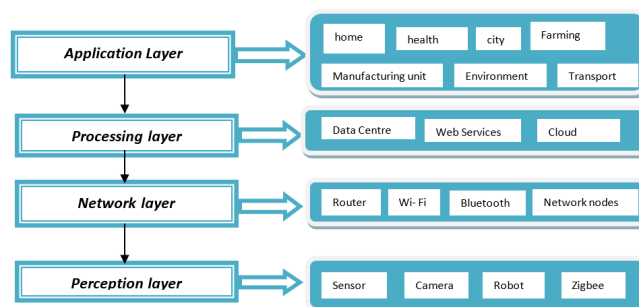 Application Layer
home
health
city
Farming
Manufacturing unit
Environment
Transport
Processing layer
Data Centre
Web Services
Cloud
Network layer
Router
Wi- Fi
Bluetooth
Network nodes
Perception layer
Sensor
Camera
Robot
Zigbee